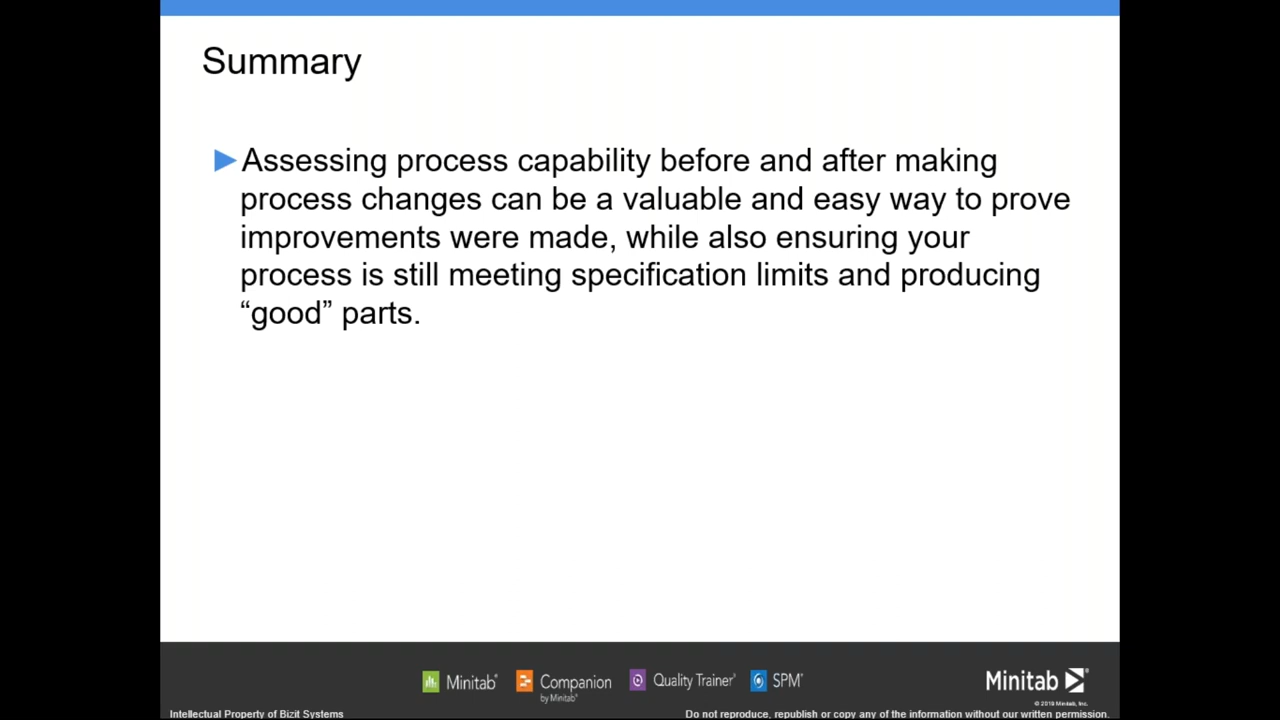 Summary
Assessing process capability before and after making
process changes can be a valuable and easy way to prove
improvements were made, while also ensuring your
process is still meeting specification limits and producing
“good” parts.
Minitab®
Companion
by Minitab®
Quality Trainer®
SPM®
Minitab®
© 2019 Minitab, Inc.
Intellectual Property of Bizit Systems
Do not reproduce, republish or copy any of the information without our written permission.